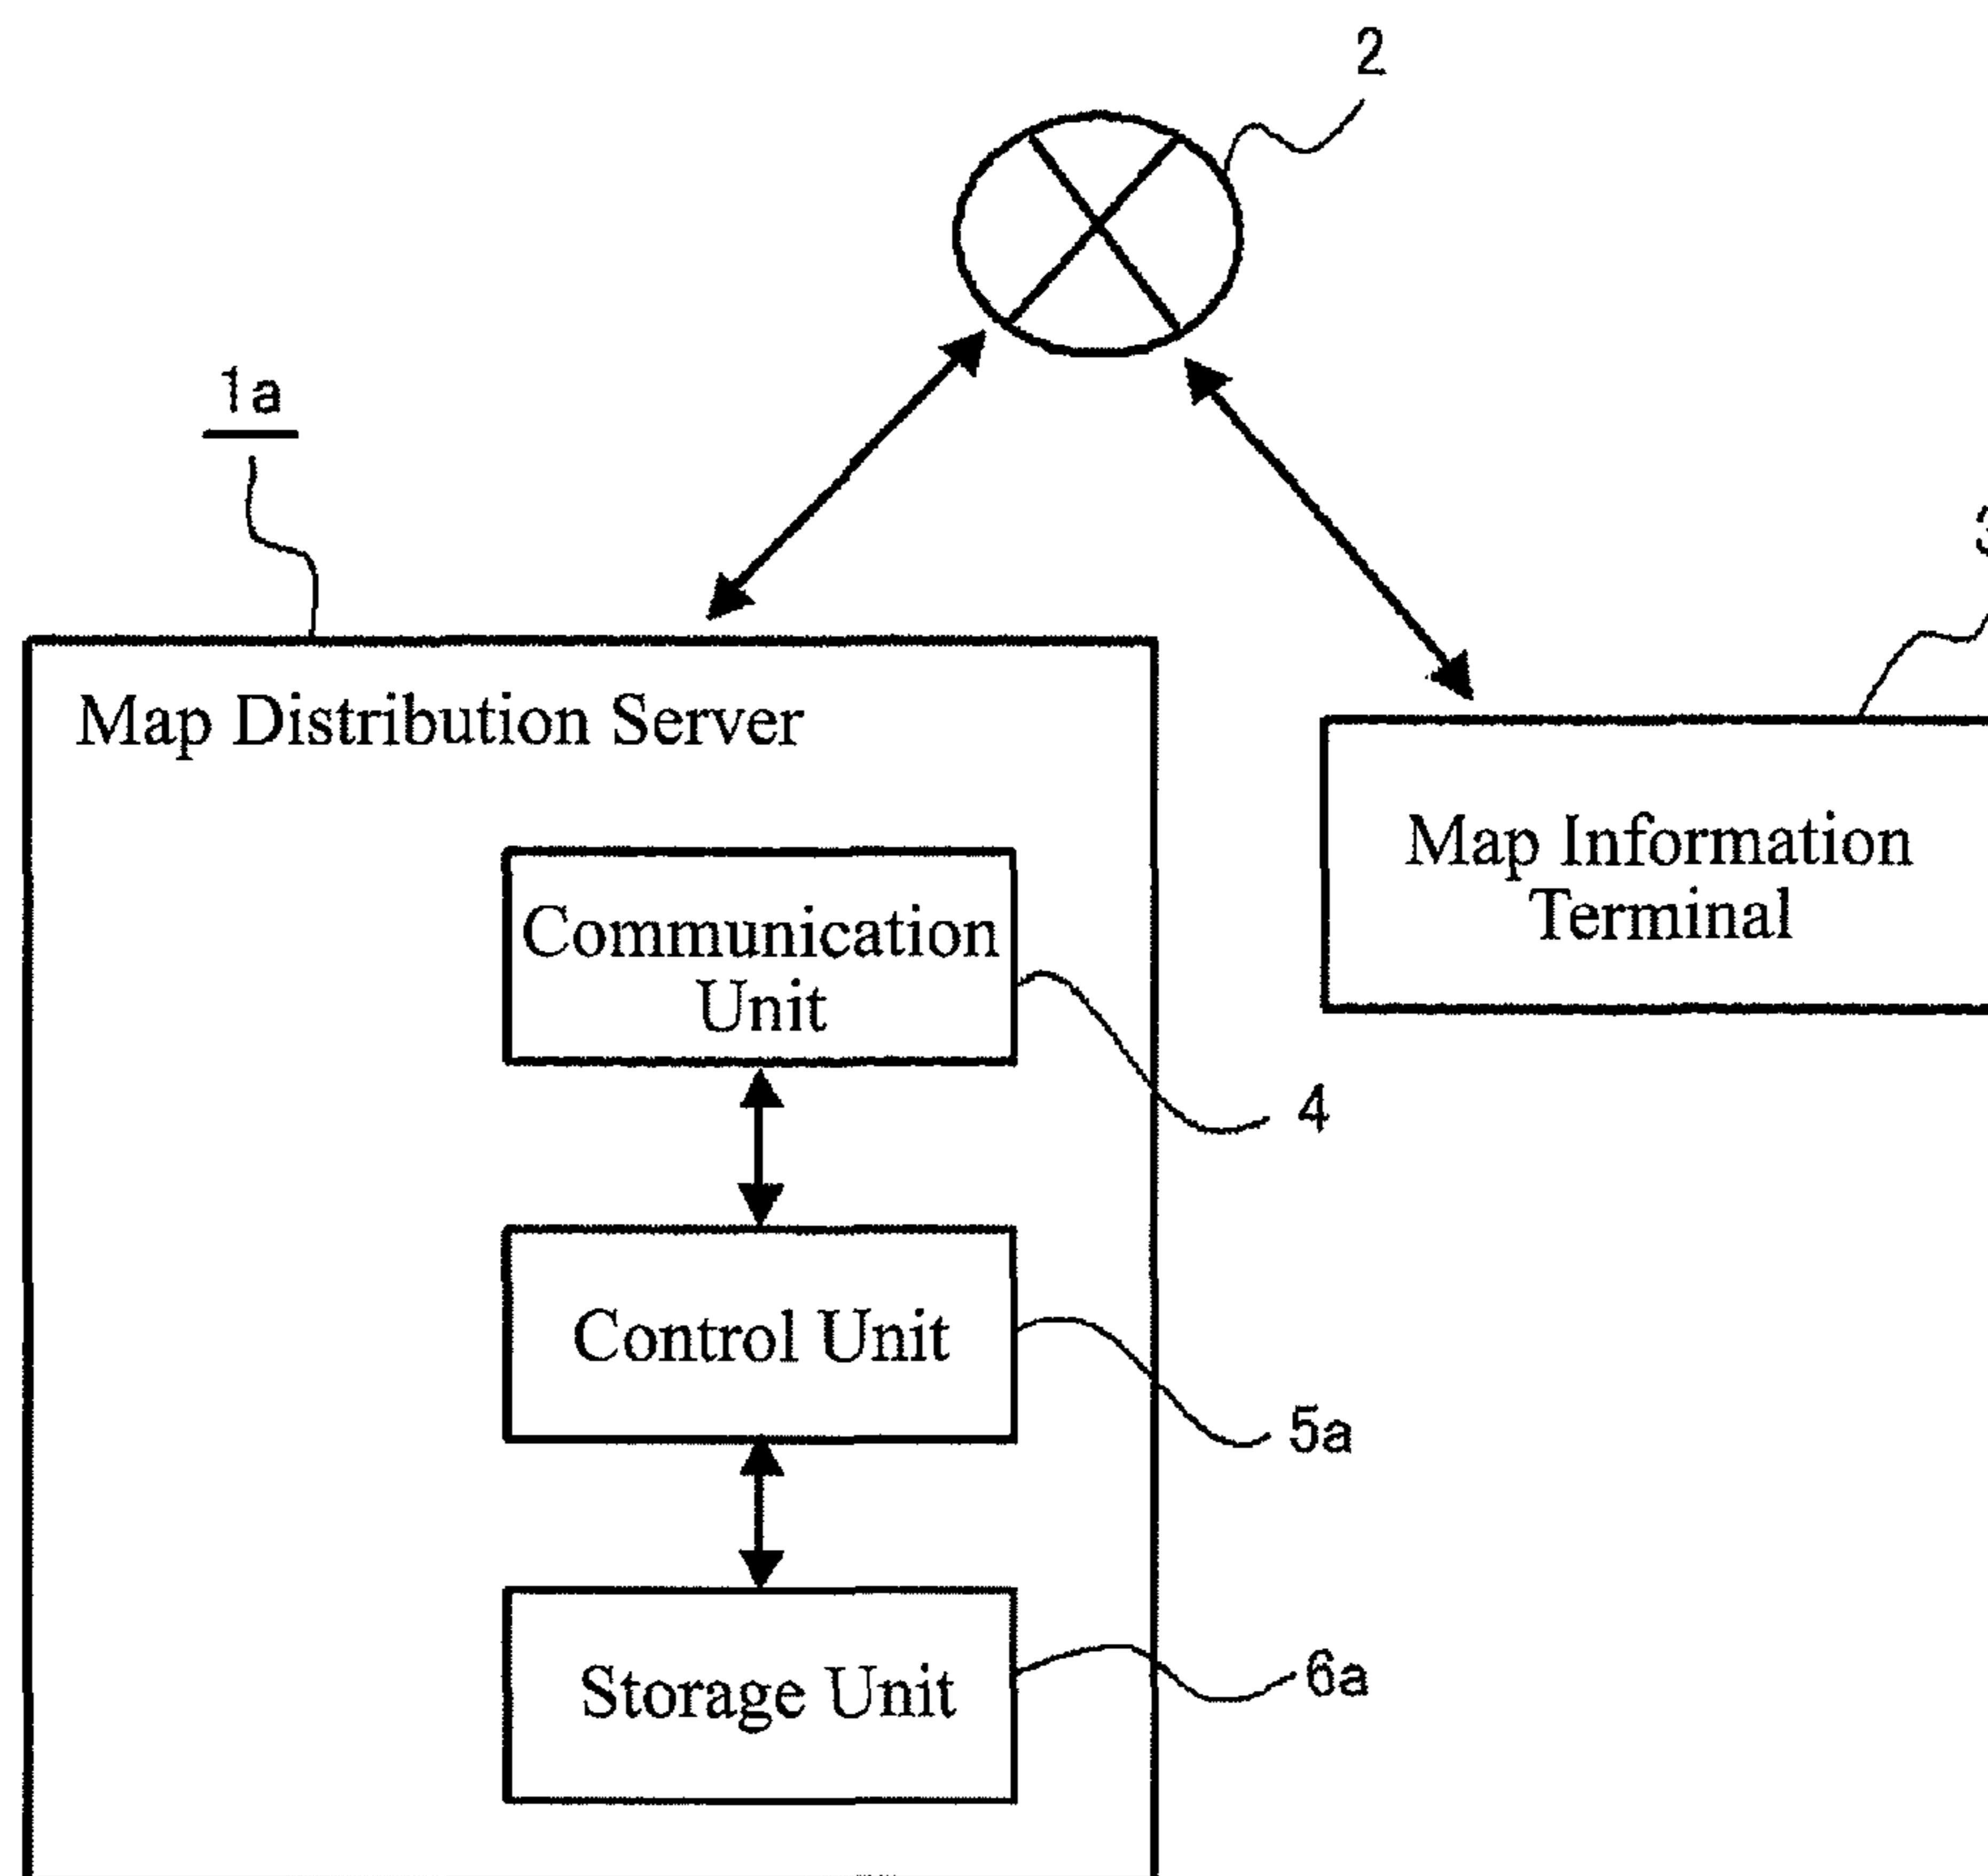 2
1a
3
Map Distribution Server
Map Information
Terminal
Communication
Unit
4
Control Unit
5a
Storage Unit
6a